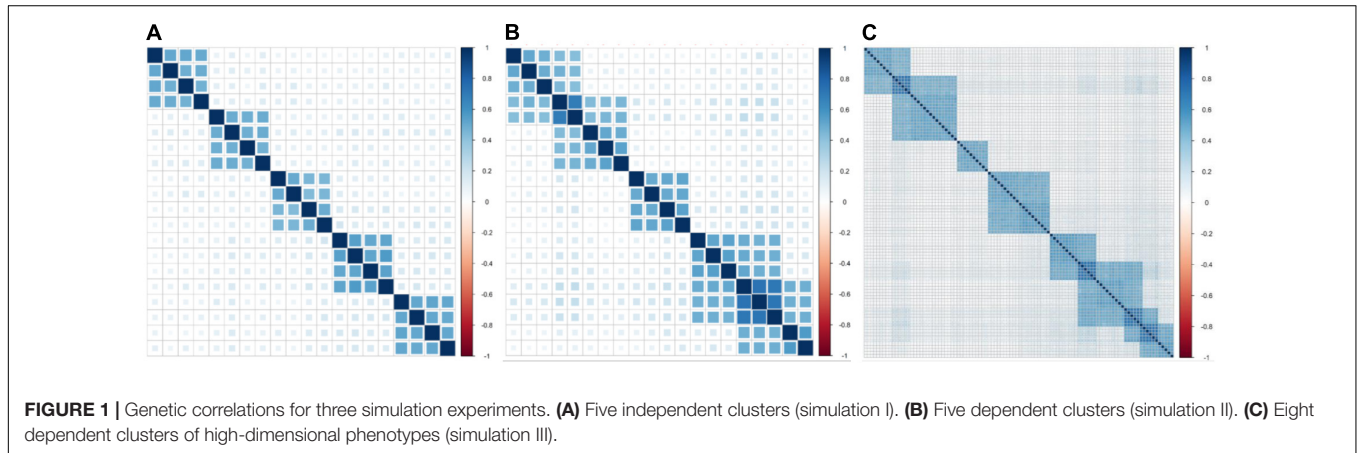 A B C
1 1 1
0.8 0.8 0.8
0.6 0.6 0.6
0.4 0.4 0.4
0.2 0.2 0.2
0 0 0
-0.2 -0.2 -0.2
-0.4 -0.4 -0.4
-0.6 -0.6 -0.6
-0.8 -0.8 -0.8
-1 -1 -1
FIGURE 1 | Genetic correlations for three simulation experiments. (A) Five independent clusters (simulation I). (B) Five dependent clusters (simulation II). (C) Eight
dependent clusters of high-dimensional phenotypes (simulation III).